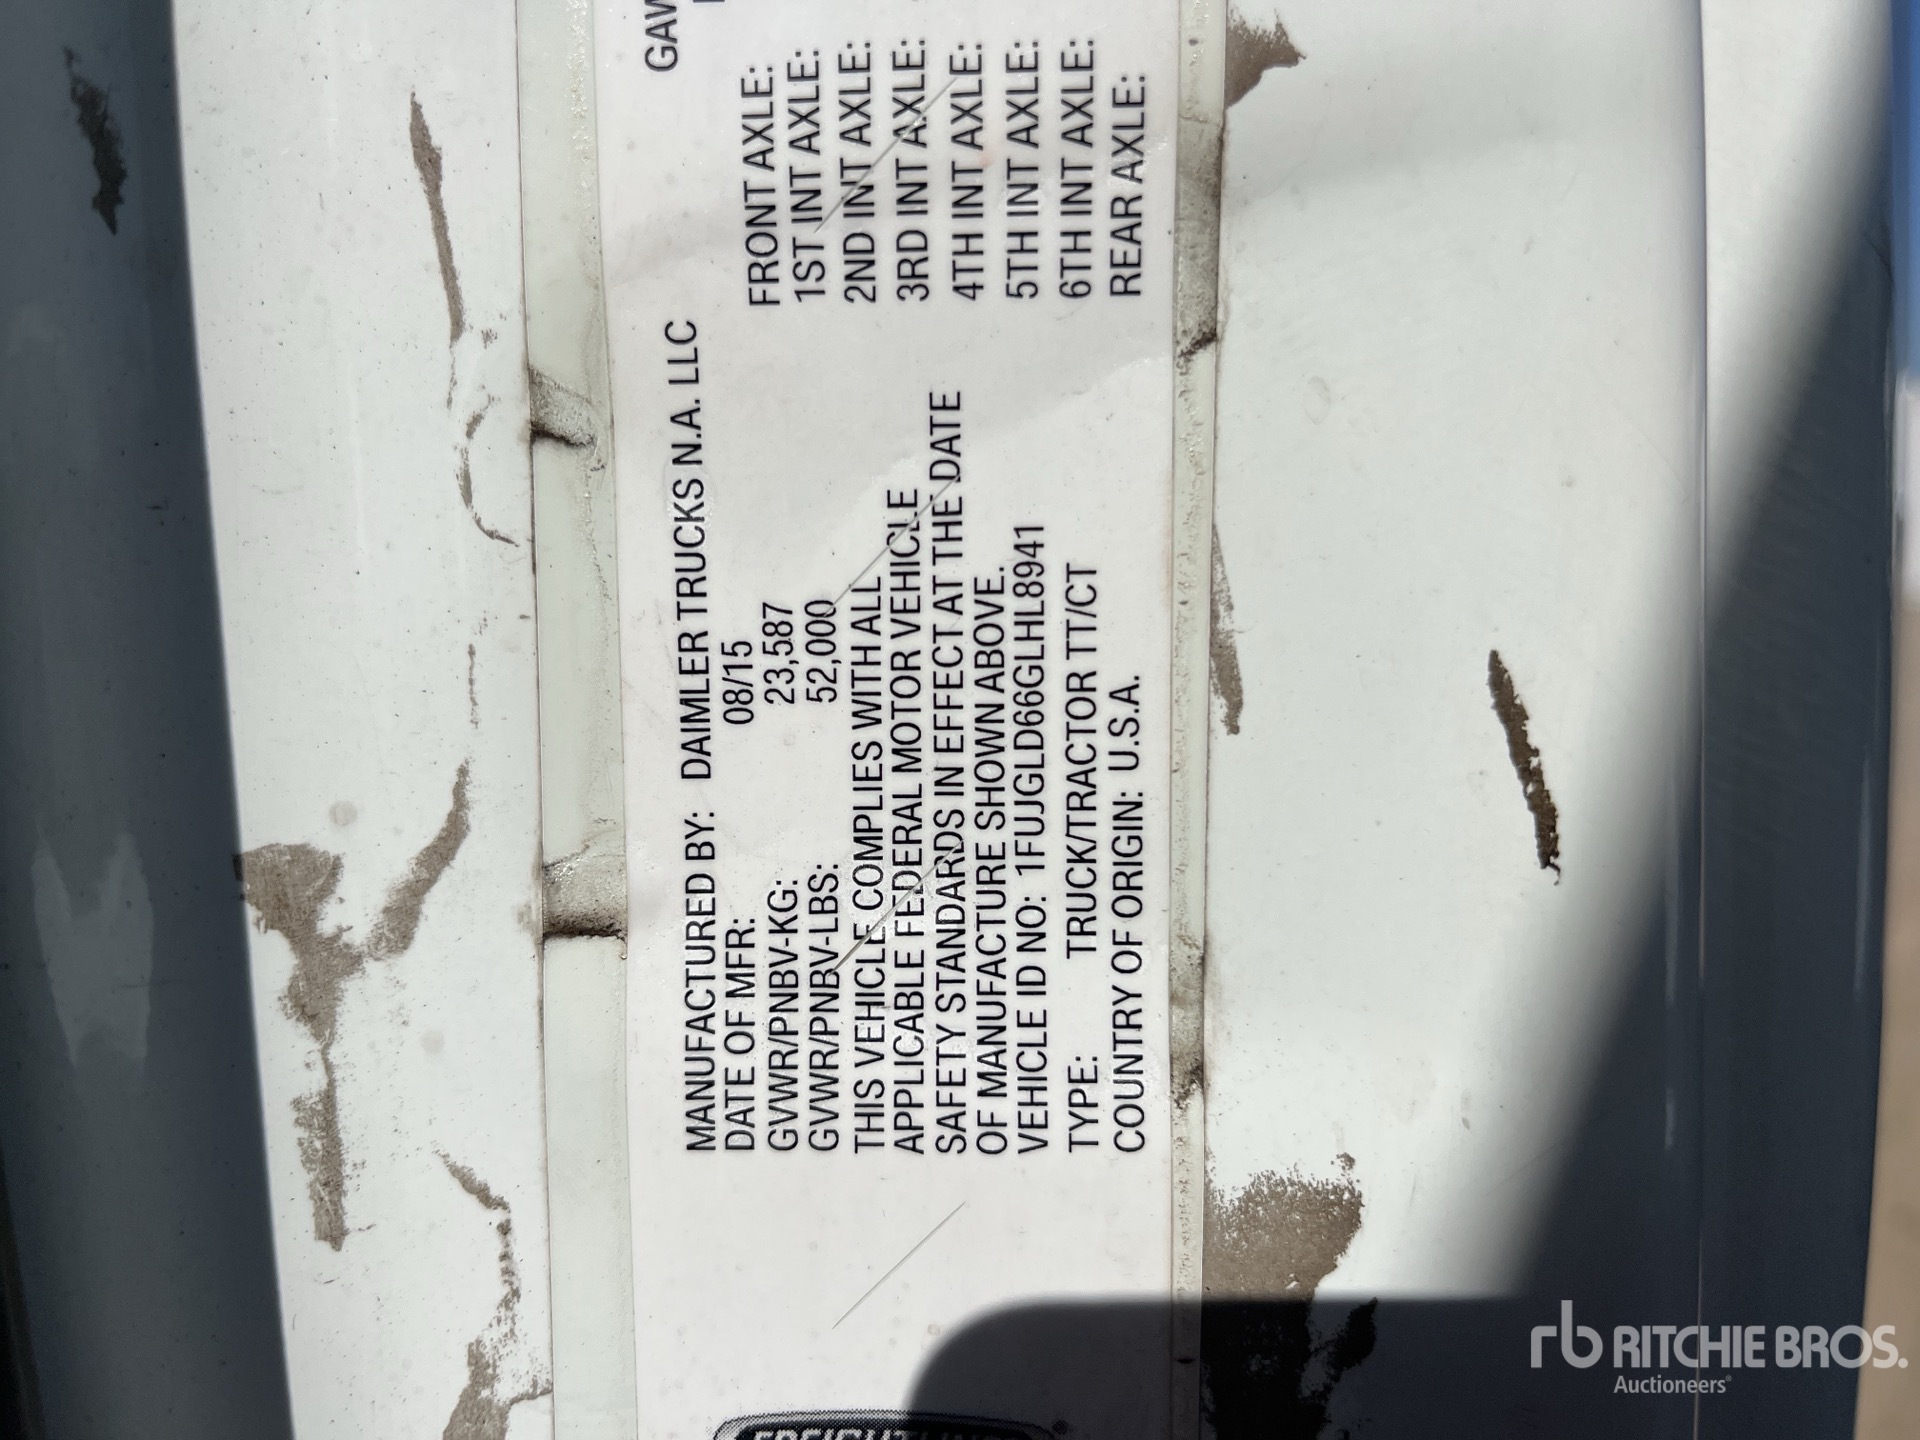 MANUFACTURED BY: DAIMLER TRUCKS N.A. LLC
DATE OF MFR: 08/15
GVWR/PNBV-KG: 23,587
GVWR/PNBV-LBS: 52,000
THIS VEHICLE COMPLIES WITH ALL
APPLICABLE FEDERAL MOTOR VEHICLE
SAFETY STANDARDS IN EFFECT AT THE DATE
OF MANUFACTURE SHOWN ABOVE.
VEHICLE ID NO: 1FUJGLD66GLHL8941
TYPE: TRUCK/TRACTOR TT/CT
COUNTRY OF ORIGIN: U.S.A.
FRONT AXLE:
1ST INT AXLE:
2ND INT AXLE:
3RD INT AXLE:
4TH INT AXLE:
5TH INT AXLE:
6TH INT AXLE:
REAR AXLE:
rb RITCHIE BROS.
Auctioneers